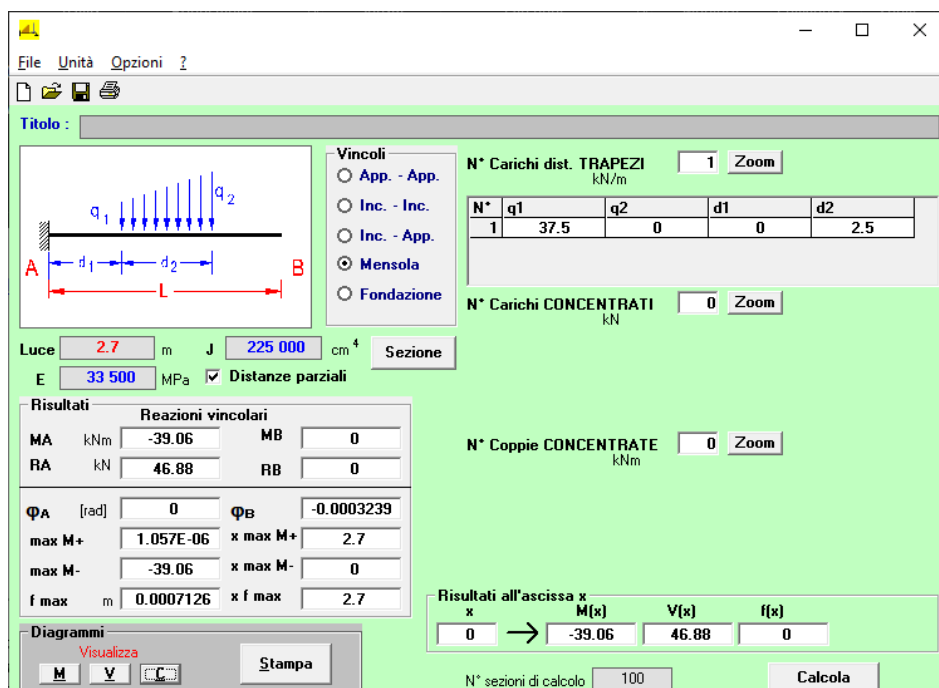 File Unità Opzioni ?
Titolo :
q1 q2
d1 d2
A B
L
Vincoli
App. - App.
Inc. - Inc.
Inc. - App.
Mensola
Fondazione
N° Carichi dist. TRAPEZI 1 Zoom
kN/m
N° q1 q2 d1 d2
1 37.5 0 0 2.5
N° Carichi CONCENTRATI 0 Zoom
kN
Luce 2.7 m J 225 000 cm 4 Sezione
E 33 500 MPa Distanze parziali
Risultati
Reazioni vincolari
MA kNm -39.06 MB 0
RA kN 46.88 RB 0
N° Coppie CONCENTRATE 0 Zoom
kNm
φA [rad] 0 φB -0.0003239
max M+ 1.057E-06 x max M+ 2.7
max M- -39.06 x max M- 0
f max m 0.0007126 x f max 2.7
Risultati all'ascissa x
x M(x) V(x) f(x)
0 -39.06 46.88 0
Diagrammi
Visualizza
M V C Stampa
N° sezioni di calcolo 100 Calcola